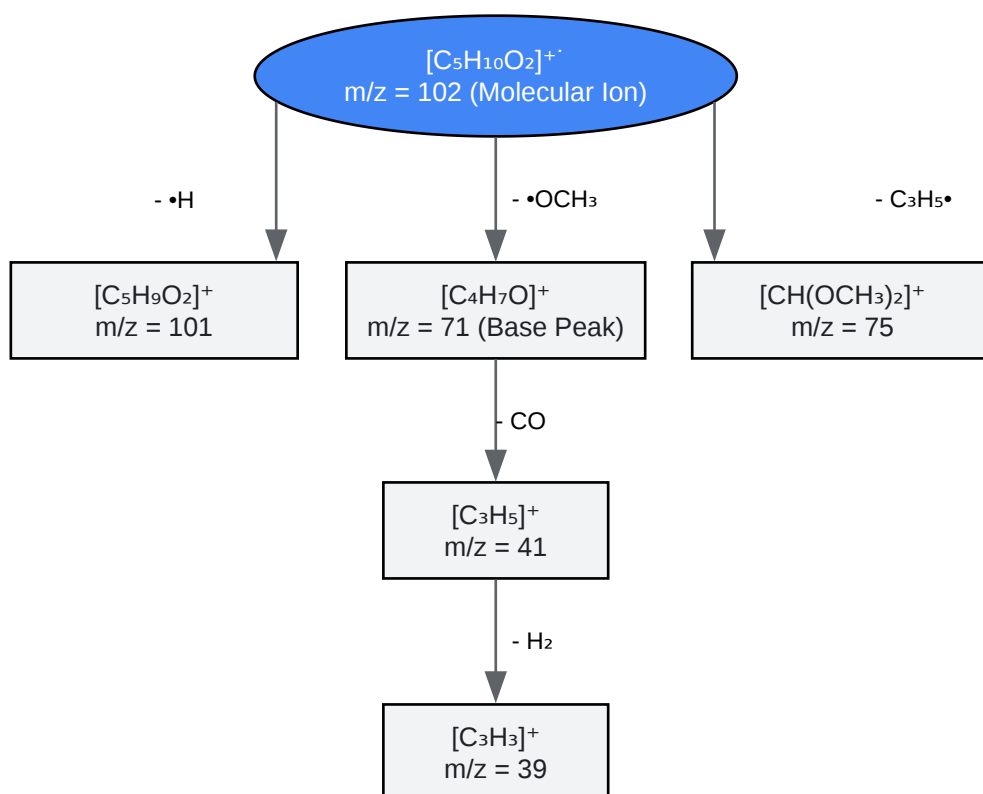 [C₅H₁₀O₂]⁺˙
m/z = 102 (Molecular Ion)
- •H
- •OCH₃
- C₃H₅•
[C₅H₉O₂]⁺
m/z = 101
[C₄H₇O]⁺
m/z = 71 (Base Peak)
[CH(OCH₃)₂]⁺
m/z = 75
- CO
[C₃H₅]⁺
m/z = 41
- H₂
[C₃H₃]⁺
m/z = 39